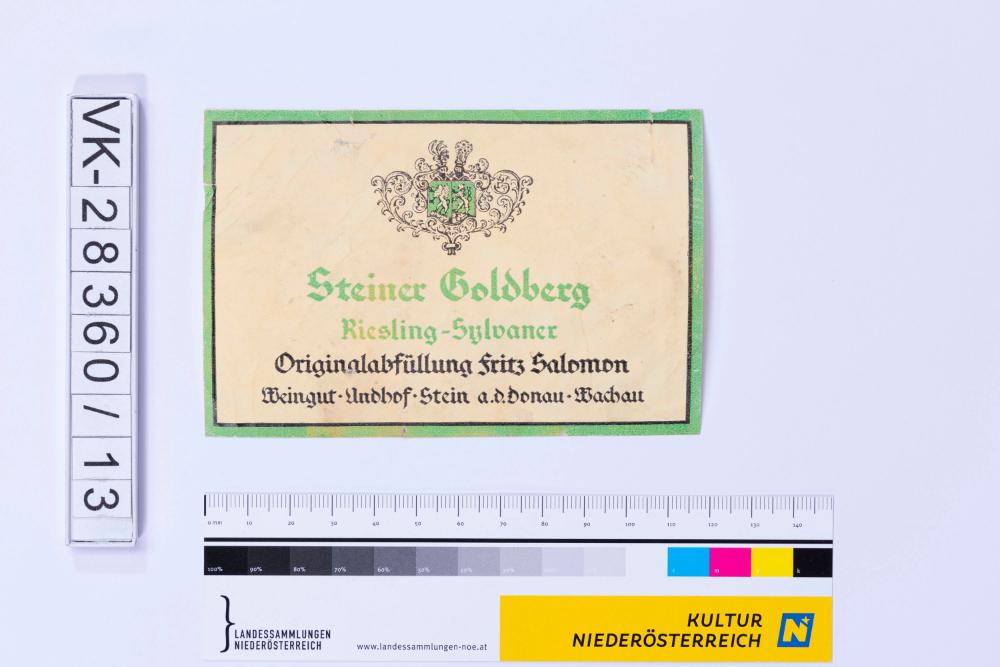 VK-28360/13
Steiner Goldberg
Riesling-Sylvaner
Originalabfüllung Fritz Salomon
Weingut·Undhof·Stein a.d.Donau·Wachau
0 mm 10 20 30 40 50 60 70 80 90 100 110 120 130 140
100% 90% 80% 70% 60% 50% c m y k
LANDESSAMMLUNGEN
NIEDERÖSTERREICH
www.landessammlungen-noe.at
KULTUR
NIEDERÖSTERREICH
N